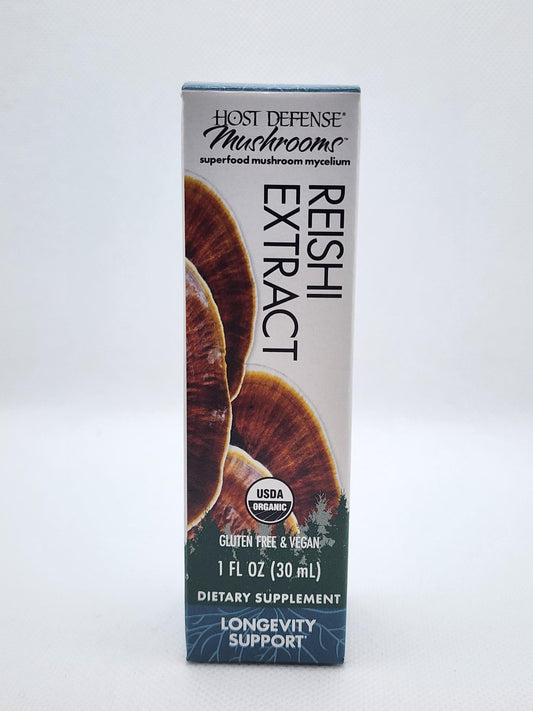 HOST DEFENSE®
Mushrooms™
superfood mushroom mycelium
REISHI
EXTRACT
USDA
ORGANIC
GLUTEN FREE & VEGAN
1 FL OZ (30 mL)
DIETARY SUPPLEMENT
LONGEVITY
SUPPORT†